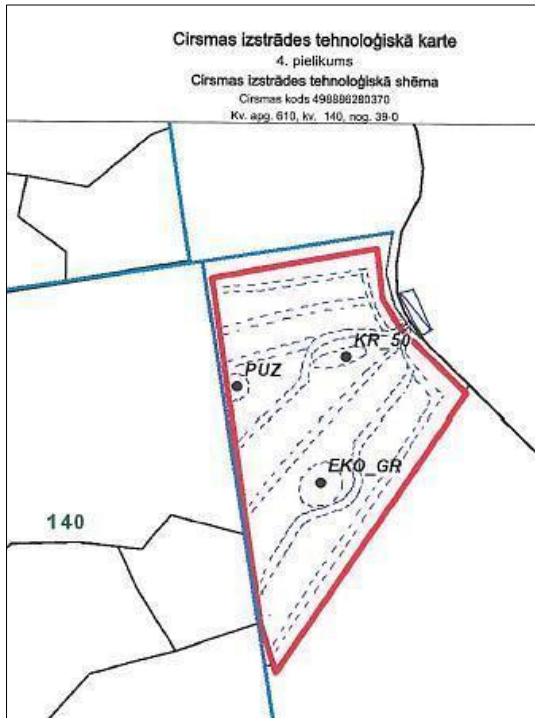 Cirsmas izstrādes tehnoloģiskā karte
4. pielikums
Cirsmas izstrādes tehnoloģiskā shēma
Cirsmas kods 498886280370
Kv. apg. 610, kv. 140, nog. 39-0
KR_50
PUZ
EKO_GR
140